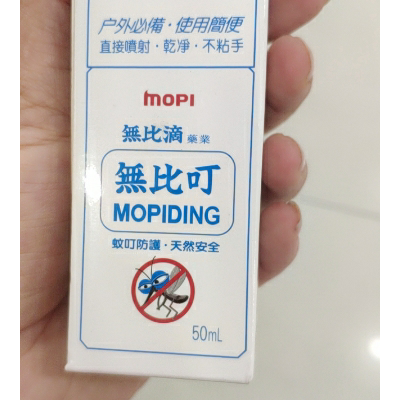 户外必備·使用簡便
直接噴射·乾凈·不粘手
mOPI
無比滴 藥業
無比叮
MOPIDING
蚊叮防護·天然安全
50mL